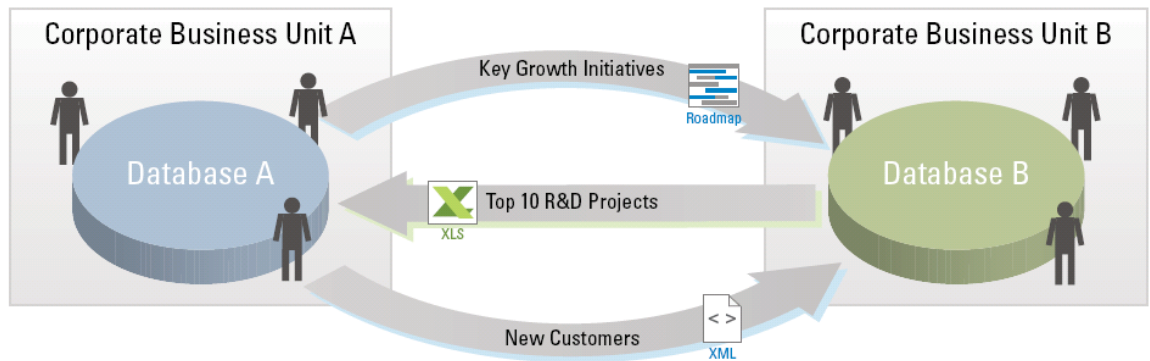 Corporate Business Unit A
Corporate Business Unit B
Key Growth Initiatives
Roadmap
Database A
Database B
Top 10 R&D Projects
XLS
New Customers
< >
XML